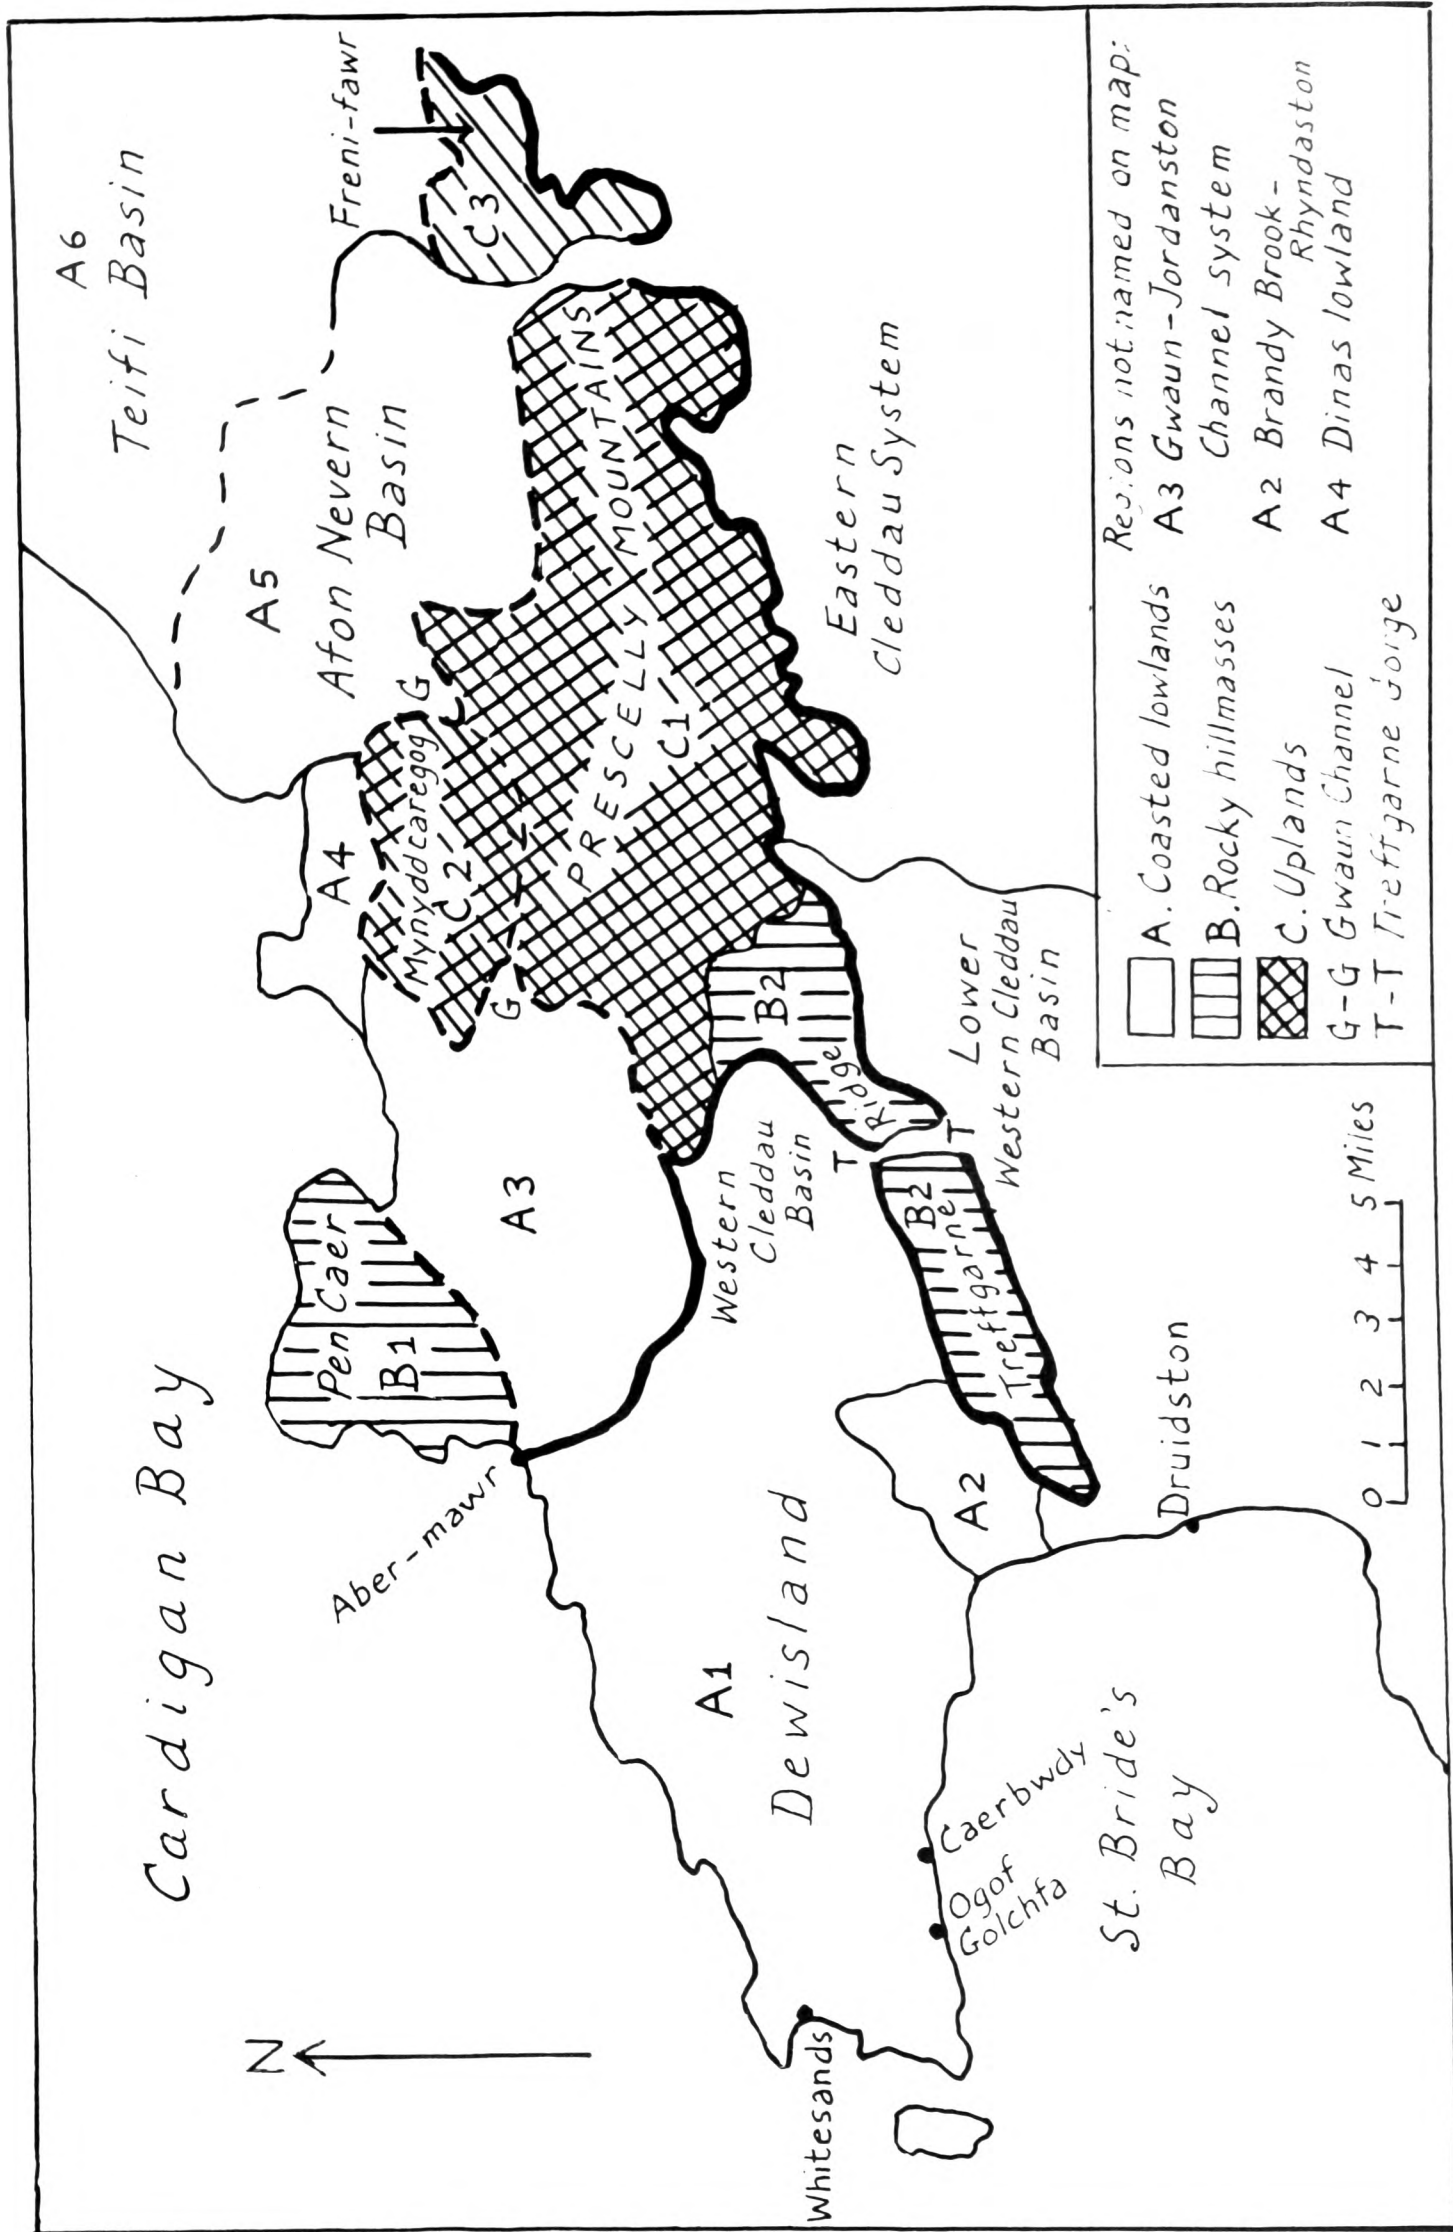 Cardigan Bay
N
A6
Teifi Basin
Freni-fawr
A5
Afon Nevern
Basin
C3
A4
Mynyddcaregog
C2
G
G
PRESCELLY MOUNTAINS
C1
Pen Caer
B1
A3
Aber-mawr
Western
Cleddau
Basin
B2
Ridge
T
T
B2
Treffgarne
Eastern
Cleddau System
Lower
Western Cleddau
Basin
A1
Dewisland
A2
Whitesands
Ogof
Golchfa
Caerbwdy
St. Bride's
Bay
Druidston
0 1 2 3 4 5 Miles
A. Coasted lowlands
B. Rocky hillmasses
C. Uplands
G-G Gwaun Channel
T-T Treffgarne Gorge
Regions not named on map:
A3 Gwaun-Jordanston
Channel system
A2 Brandy Brook-
Rhyndaston
A4 Dinas lowland